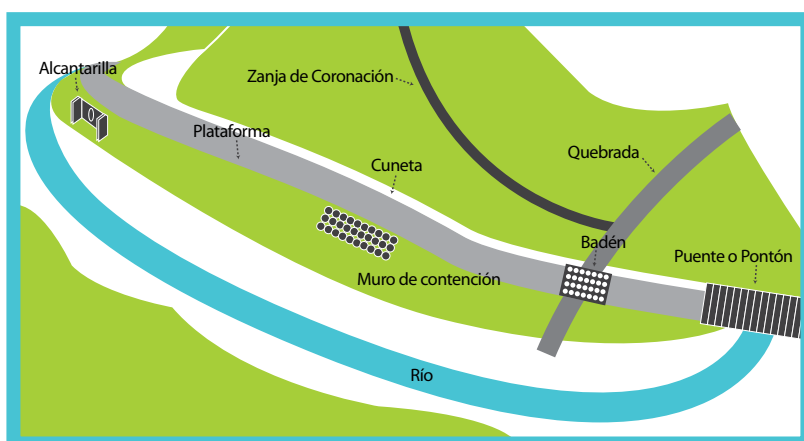 Alcantarilla
Zanja de Coronación
Plataforma
Quebrada
Cuneta
Badén
Puente o Pontón
Muro de contención
Río